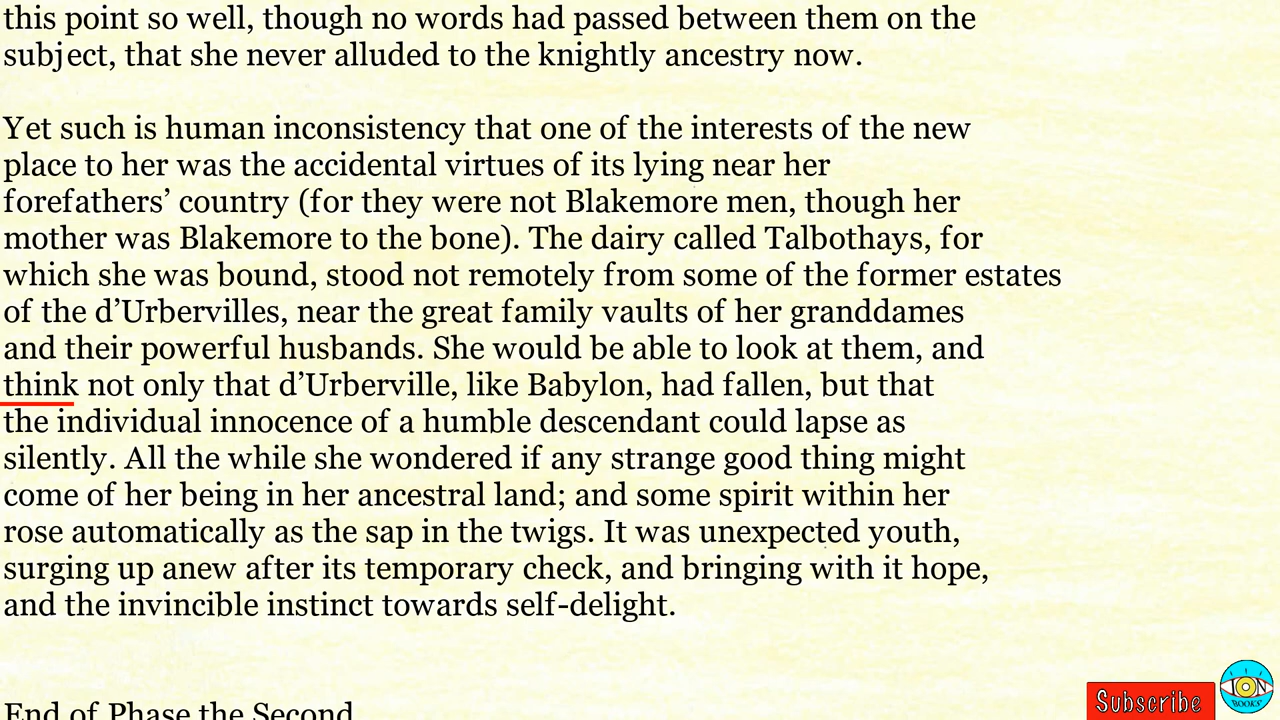 this point so well, though no words had passed between them on the
subject, that she never alluded to the knightly ancestry now.
Yet such is human inconsistency that one of the interests of the new
place to her was the accidental virtues of its lying near her
forefathers’ country (for they were not Blakemore men, though her
mother was Blakemore to the bone). The dairy called Talbothays, for
which she was bound, stood not remotely from some of the former estates
of the d’Urbervilles, near the great family vaults of her granddames
and their powerful husbands. She would be able to look at them, and
think not only that d’Urberville, like Babylon, had fallen, but that
the individual innocence of a humble descendant could lapse as
silently. All the while she wondered if any strange good thing might
come of her being in her ancestral land; and some spirit within her
rose automatically as the sap in the twigs. It was unexpected youth,
surging up anew after its temporary check, and bringing with it hope,
and the invincible instinct towards self-delight.
End of Phase the Second
Subscribe
ION
BOOKS